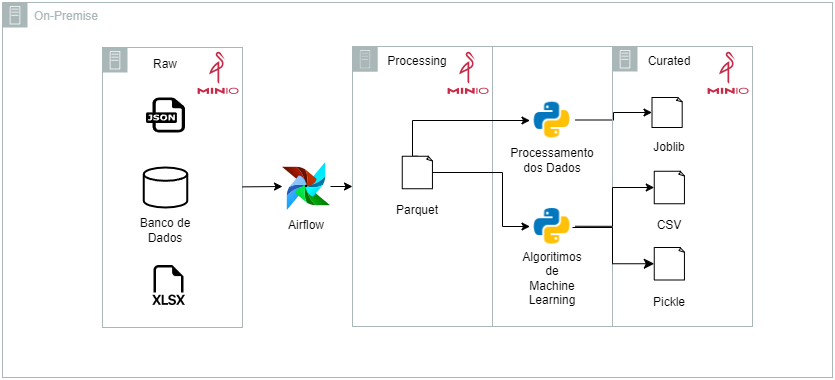 On-Premise
Raw
MINIO
JSON
Banco de
Dados
XLSX
Airflow
Processing
MINIO
Parquet
Processamento
dos Dados
Algoritimos
de
Machine
Learning
Curated
MINIO
Joblib
CSV
Pickle